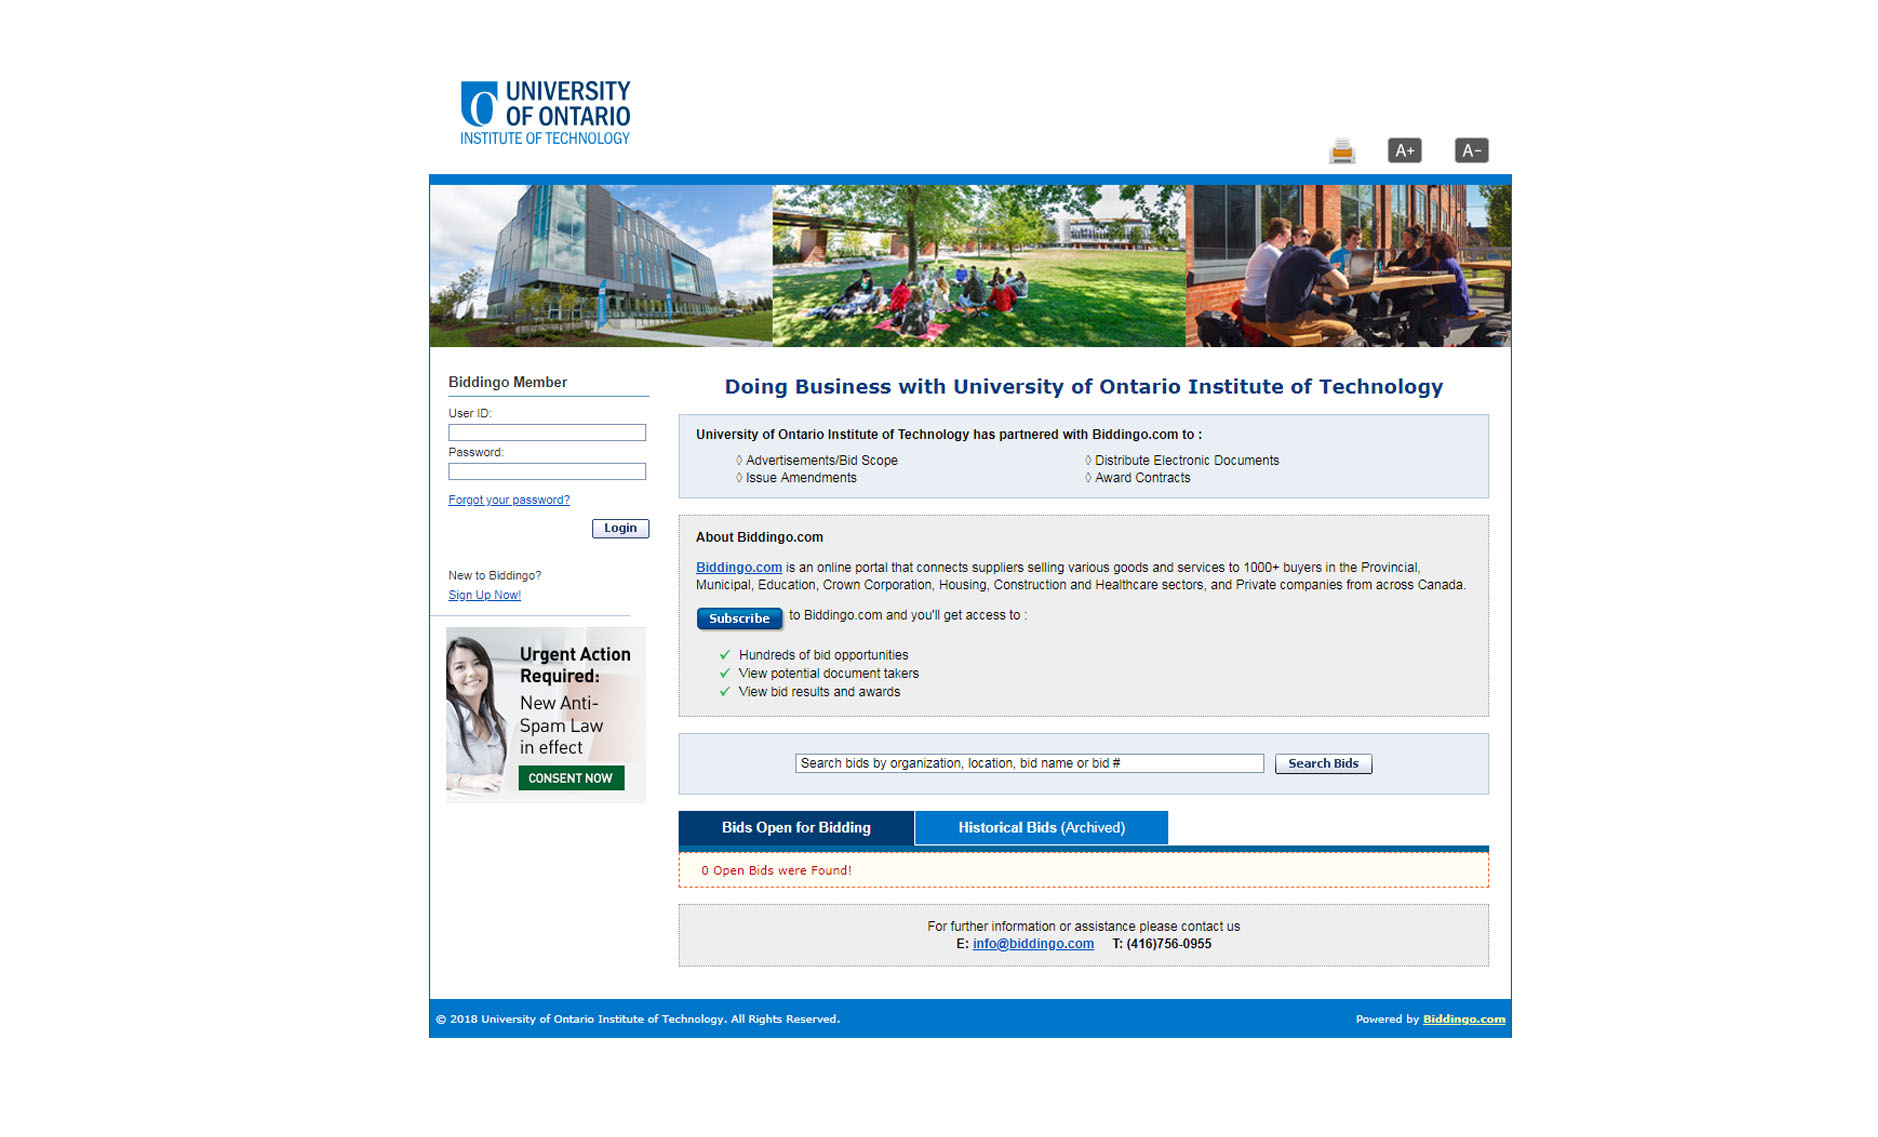 UNIVERSITY
OF ONTARIO
INSTITUTE OF TECHNOLOGY
A+ A-
Biddingo Member
User ID:
Password:
Forgot your password?
Login
New to Biddingo?
Sign Up Now!
Urgent Action
Required:
New Anti-
Spam Law
in effect
CONSENT NOW
Doing Business with University of Ontario Institute of Technology
University of Ontario Institute of Technology has partnered with Biddingo.com to :
◊ Advertisements/Bid Scope ◊ Distribute Electronic Documents
◊ Issue Amendments ◊ Award Contracts
About Biddingo.com
Biddingo.com is an online portal that connects suppliers selling various goods and services to 1000+ buyers in the Provincial,
Municipal, Education, Crown Corporation, Housing, Construction and Healthcare sectors, and Private companies from across Canada.
Subscribe to Biddingo.com and you'll get access to :
✓ Hundreds of bid opportunities
✓ View potential document takers
✓ View bid results and awards
Search bids by organization, location, bid name or bid # Search Bids
Bids Open for Bidding Historical Bids (Archived)
0 Open Bids were Found!
For further information or assistance please contact us
E: info@biddingo.com T: (416)756-0955
© 2018 University of Ontario Institute of Technology. All Rights Reserved. Powered by Biddingo.com